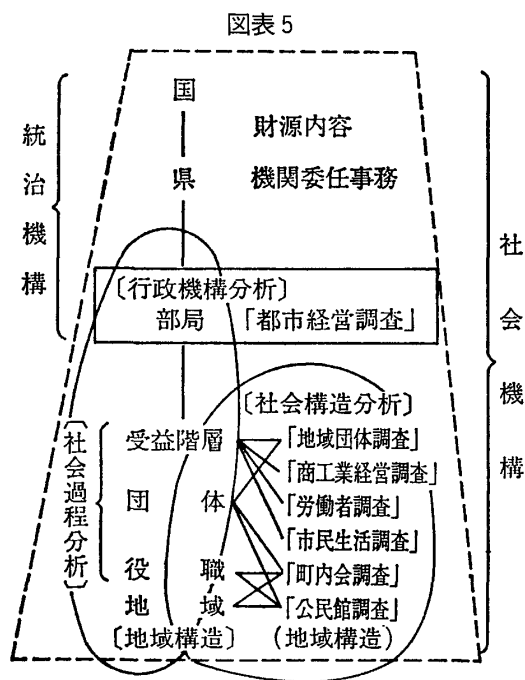 図表5
統治機構
国
財源内容
県
機関委任事務
社会機構
〔行政機構分析〕
部局 「都市経営調査」
〔社会構造分析〕
〔社会過程分析〕
受益階層 「地域団体調査」
「商工業経営調査」
団体 「労働者調査」
「市民生活調査」
役職 「町内会調査」
地域 「公民館調査」
〔地域構造〕 (地域構造)